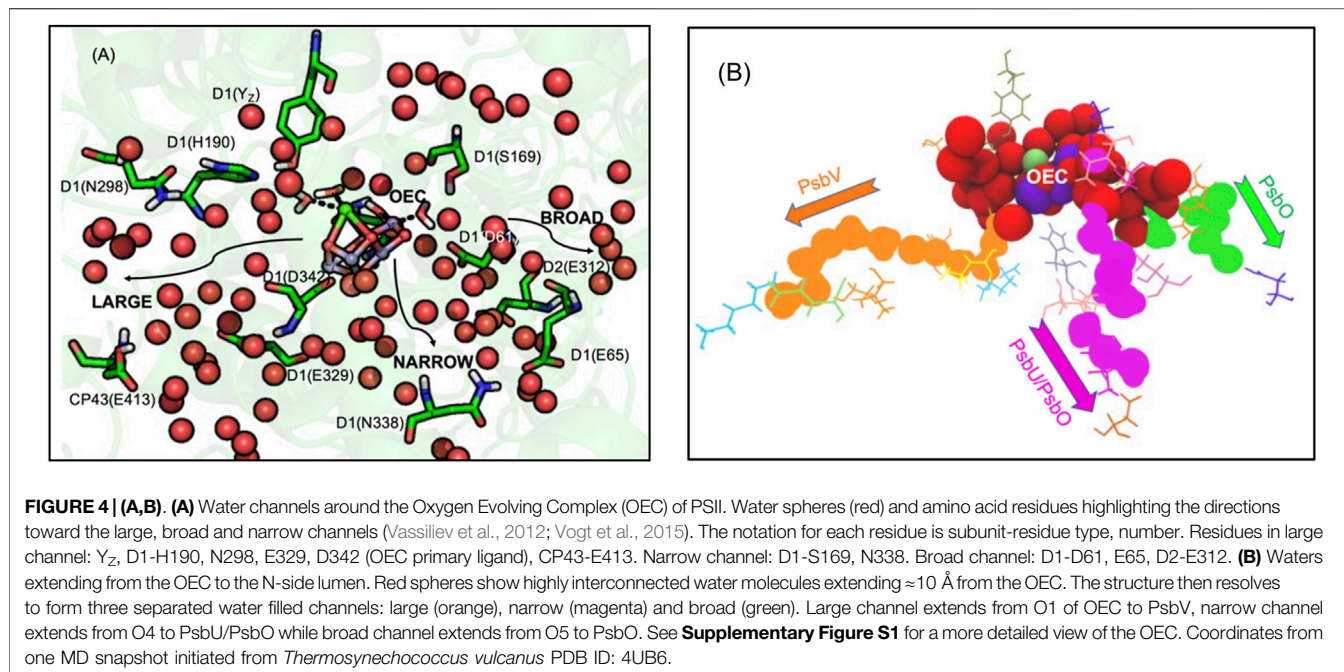 (A)
D1(YZ)
D1(H190)
D1(S169)
D1(N298)
OEC
BROAD
D1(D61)
D2(E312)
D1(D342)
LARGE
NARROW
D1(E65)
D1(E329)
CP43(E413)
D1(N338)
(B)
OEC
PsbV
PsbO
PsbU/PsbO
FIGURE 4 | (A,B). (A) Water channels around the Oxygen Evolving Complex (OEC) of PSII. Water spheres (red) and amino acid residues highlighting the directions
toward the large, broad and narrow channels (Vassiliev et al., 2012; Vogt et al., 2015). The notation for each residue is subunit-residue type, number. Residues in large
channel: YZ, D1-H190, N298, E329, D342 (OEC primary ligand), CP43-E413. Narrow channel: D1-S169, N338. Broad channel: D1-D61, E65, D2-E312. (B) Waters
extending from the OEC to the N-side lumen. Red spheres show highly interconnected water molecules extending ≈10 Å from the OEC. The structure then resolves
to form three separated water filled channels: large (orange), narrow (magenta) and broad (green). Large channel extends from O1 of OEC to PsbV, narrow channel
extends from O4 to PsbU/PsbO while broad channel extends from O5 to PsbO. See Supplementary Figure S1 for a more detailed view of the OEC. Coordinates from
one MD snapshot initiated from Thermosynechococcus vulcanus PDB ID: 4UB6.